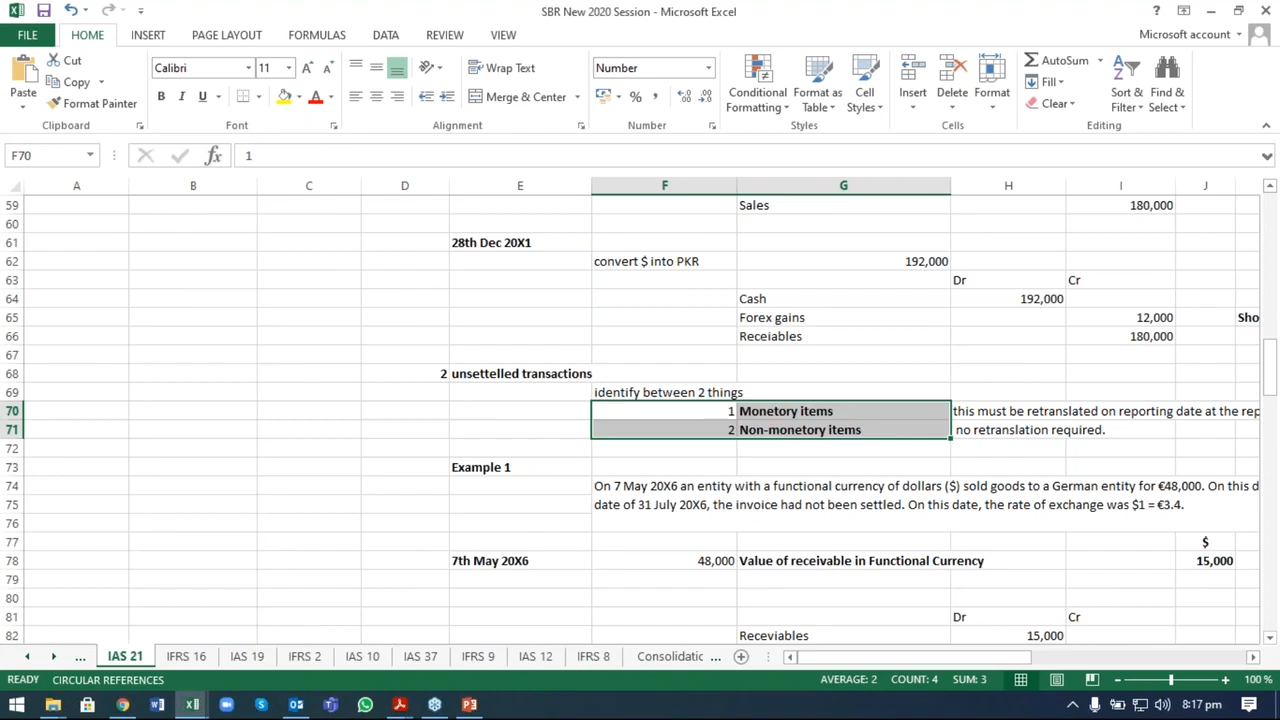 SBR New 2020 Session - Microsoft Excel
?
FILE HOME INSERT PAGE LAYOUT FORMULAS DATA REVIEW VIEW Microsoft account
Cut Calibri 11 Wrap Text Number AutoSum
Paste Copy Conditional Formatting Format as Table Cell Styles Insert Delete Format Fill Sort & Filter Find & Select
Format Painter B I U Merge & Center % Clear
Clipboard Font Alignment Number Styles Cells Editing
F70 fx 1
A B C D E F G H I J
59 Sales 180,000
60
61 28th Dec 20X1
62 convert $ into PKR 192,000
63 Dr Cr
64 Cash 192,000
65 Forex gains 12,000 Sho
66 Receiables 180,000
67
68 2 unsettelled transactions
69 identify between 2 things
70 1 Monetory items this must be retranslated on reporting date at the rep
71 2 Non-monetory items no retranslation required.
72
73 Example 1
74 On 7 May 20X6 an entity with a functional currency of dollars ($) sold goods to a German entity for €48,000. On this d
75 date of 31 July 20X6, the invoice had not been settled. On this date, the rate of exchange was $1 = €3.4.
76
77 $
78 7th May 20X6 48,000 Value of receivable in Functional Currency 15,000
79
80
81 Dr Cr
82 Receviables 15,000
... IAS 21 IFRS 16 IAS 19 IFRS 2 IAS 10 IAS 37 IFRS 9 IAS 12 IFRS 8 Consolidatic ...
READY CIRCULAR REFERENCES AVERAGE: 2 COUNT: 4 SUM: 3 100 %
8:17 pm